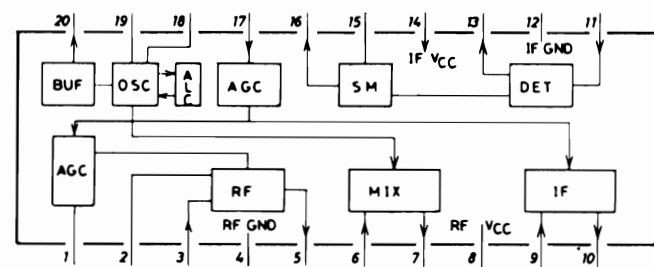 20 19 18 17 16 15 14 13 12 11
IF VCC IF GND
BUF OSC ALC AGC SM DET
AGC RF MIX IF
RF GND RF VCC
1 2 3 4 5 6 7 8 9 10